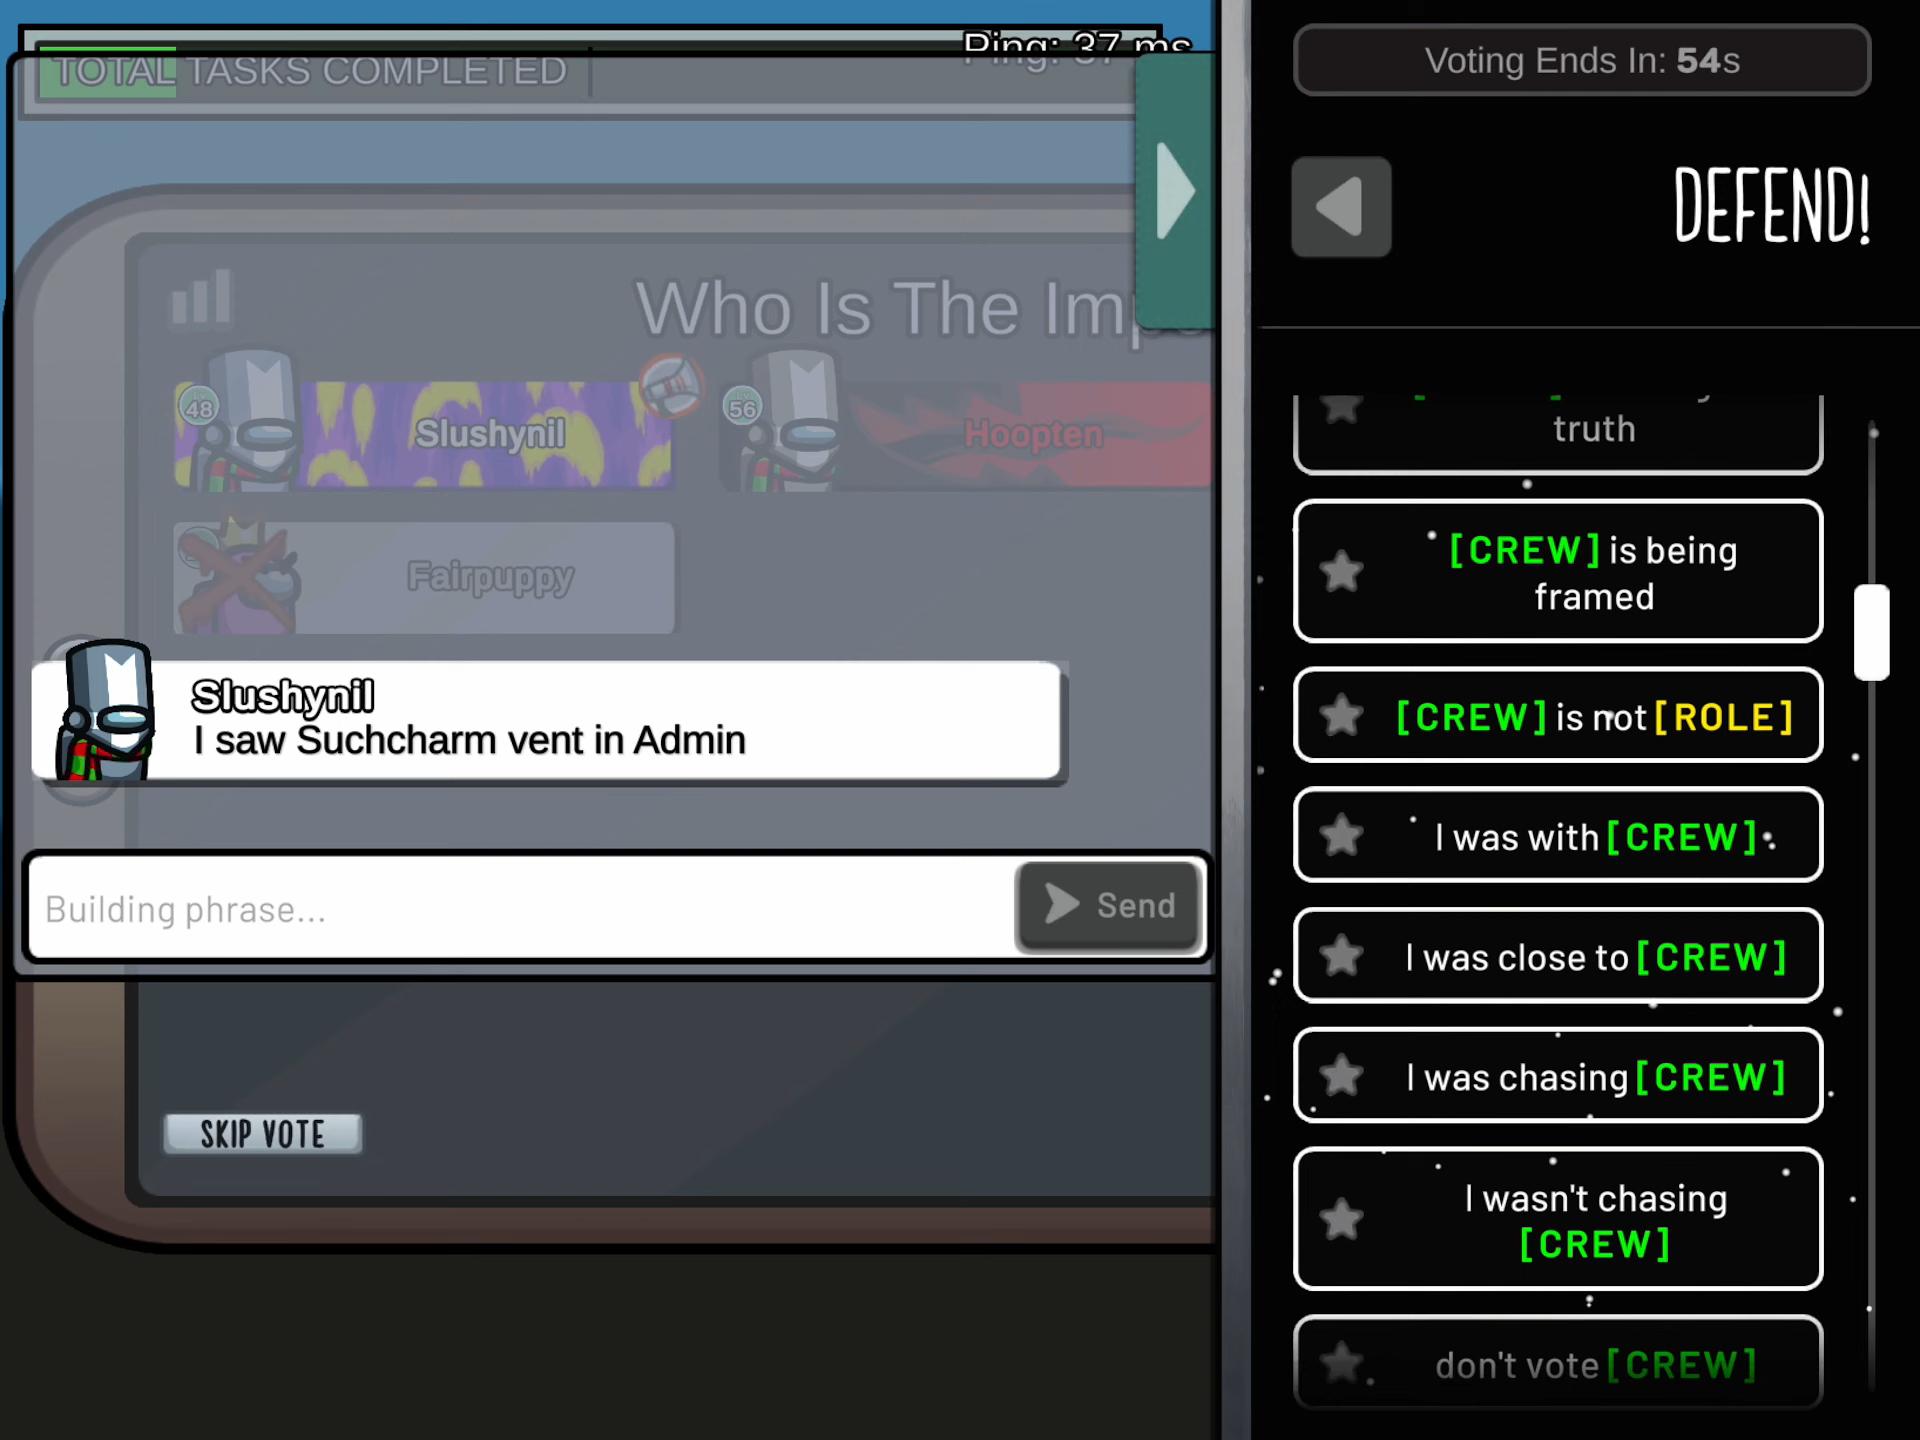 Ping: 37 ms
TOTAL TASKS COMPLETED
Who Is The Imp
48
Slushynil
56
Hoopten
Fairpuppy
Slushynil
I saw Suchcharm vent in Admin
Building phrase...
Send
SKIP VOTE
Voting Ends In: 54s
DEFEND!
truth
[CREW] is being
framed
[CREW] is not [ROLE]
I was with [CREW]
I was close to [CREW]
I was chasing [CREW]
I wasn't chasing
[CREW]
don't vote [CREW]